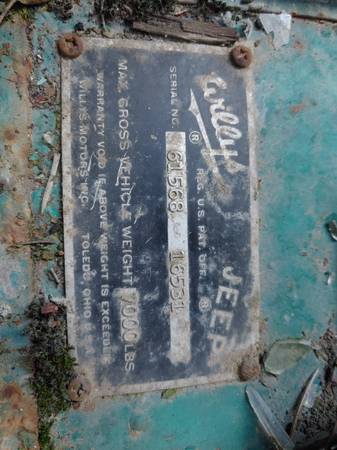 Willys JEEP
® REG. U.S. PAT. OFF. ®
SERIAL NO. 61568 16531
MAX. GROSS VEHICLE WEIGHT 7000 LBS
WARRANTY VOID IF ABOVE WEIGHT IS EXCEEDED
WILLYS MOTORS INC. TOLEDO, OHIO